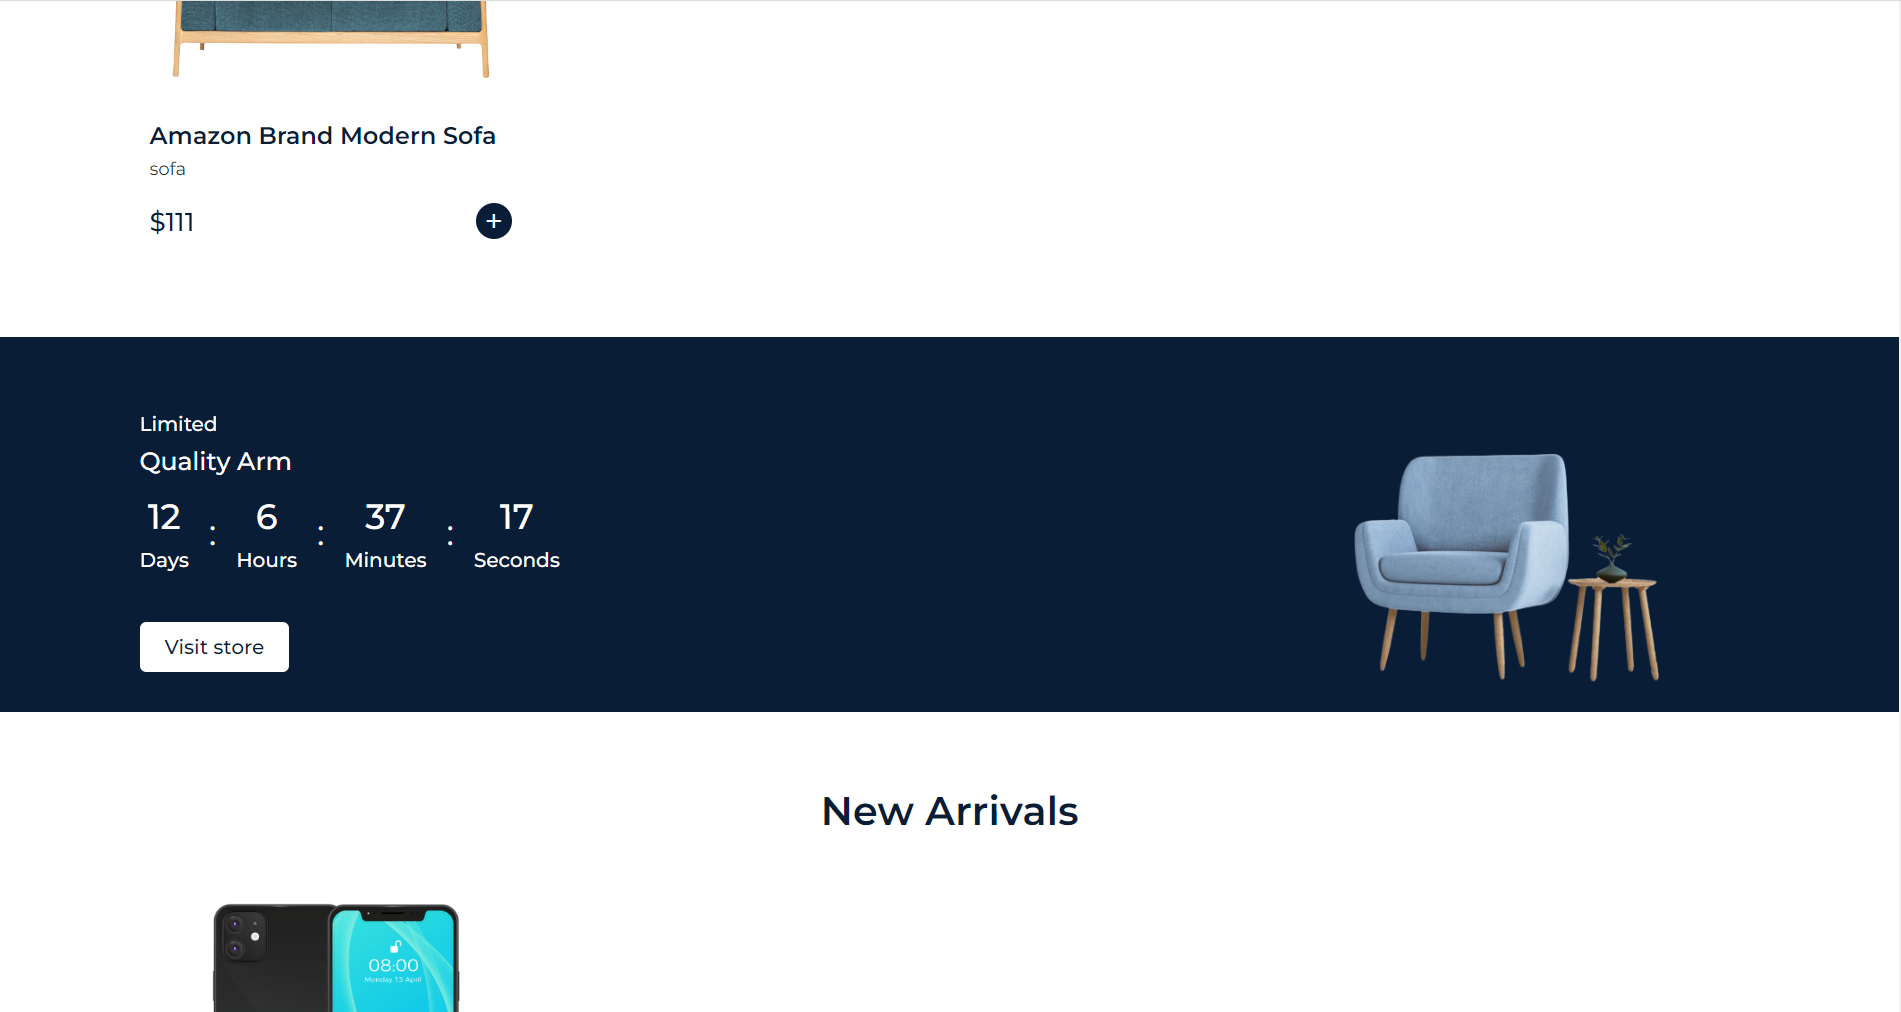 Amazon Brand Modern Sofa
sofa
$111
+
Limited
Quality Arm
12 : 6 : 37 : 17
Days Hours Minutes Seconds
Visit store
New Arrivals
08:00
Monday 13 April